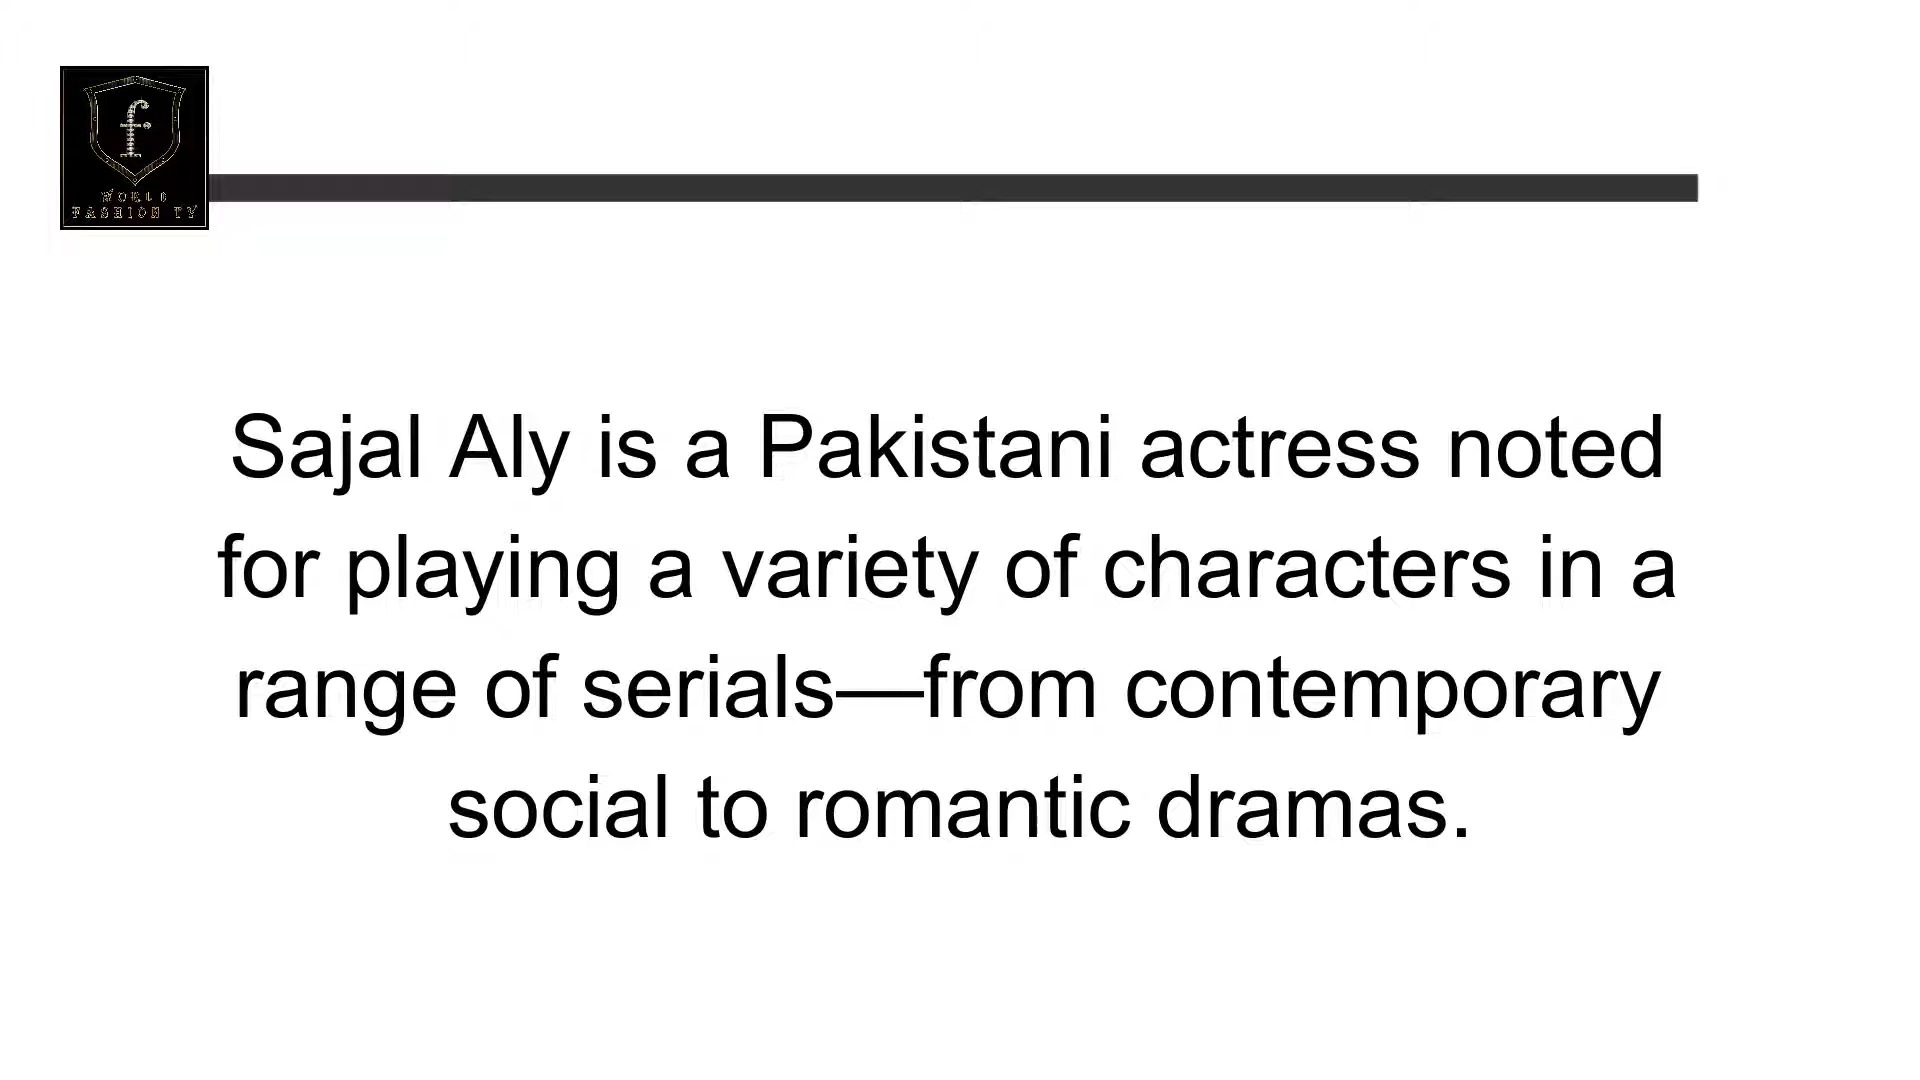 f
WORLD
FASHION TV
Sajal Aly is a Pakistani actress noted
for playing a variety of characters in a
range of serials—from contemporary
social to romantic dramas.